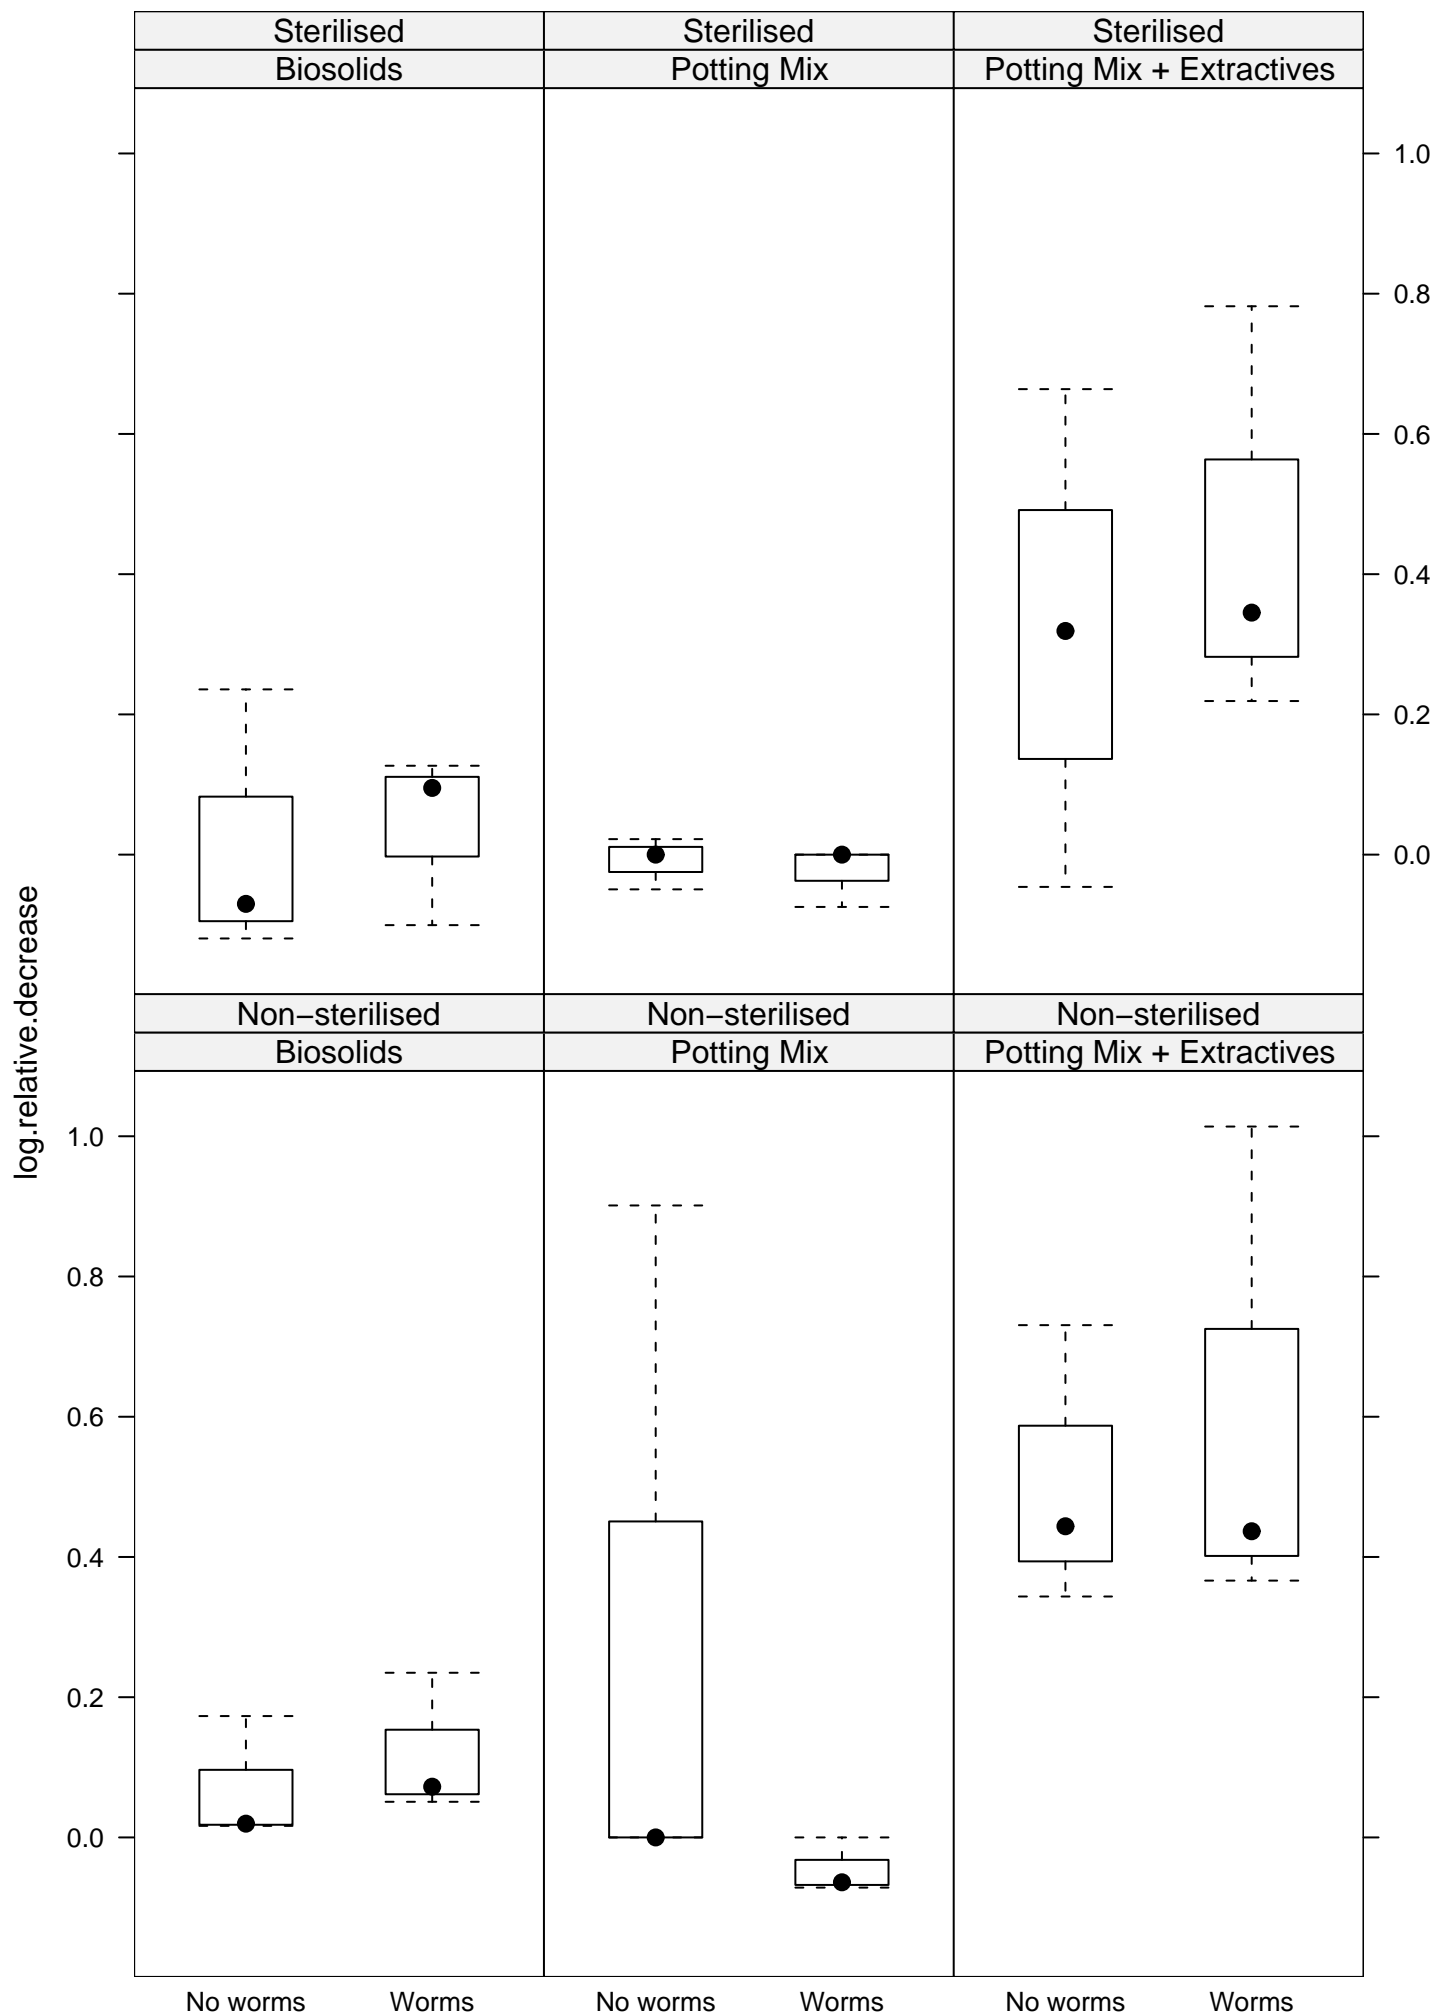 Sterilised Sterilised Sterilised
Biosolids Potting Mix Potting Mix + Extractives
1.0
0.8
0.6
0.4
0.2
0.0
log.relative.decrease
Non−sterilised Non−sterilised Non−sterilised
Biosolids Potting Mix Potting Mix + Extractives
1.0
0.8
0.6
0.4
0.2
0.0
No worms Worms No worms Worms No worms Worms